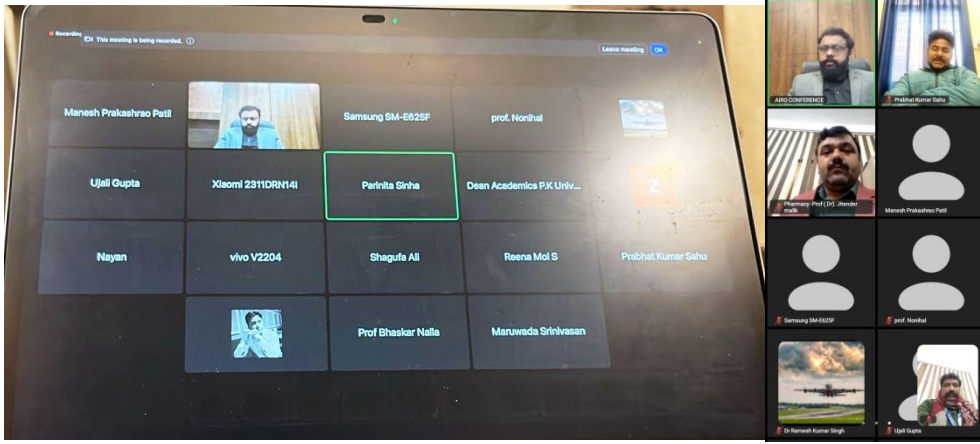 Recording
This meeting is being recorded.
Leave meeting OK
Manesh Prakashrao Patil
Samsung SM-E625F
prof. Nonihal
Ujali Gupta
Xiaomi 2311DRN14I
Parinita Sinha
Dean Academics P.K Univ...
Z
Nayan
vivo V2204
Shagufa Ali
Reena Mol S
Prabhat Kumar Sahu
Prof Bhaskar Nalla
Maruwada Srinivasan
AIRO CONFERENCE
Prabhat Kumar Sahu
Pharmacy -Prof ( Dr). Jitender
malik
Manesh Prakashrao Patil
Samsung SM-E625F
prof. Nonihal
Dr Ramesh Kumar Singh
Ujali Gupta